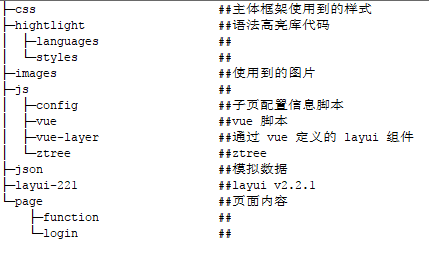 ├─css                          ##主体框架使用到的样式
├─hightlight                   ##语法高亮库代码
│  ├─languages                 ##
│  └─styles                    ##
├─images                       ##使用到的图片
├─js                           ##
│  ├─config                    ##子页配置信息脚本
│  ├─vue                       ##vue 脚本
│  ├─vue-layer                 ##通过 vue 定义的 layui 组件
│  └─ztree                     ##ztree
├─json                         ##模拟数据
├─layui-221                    ##layui v2.2.1
└─page                         ##页面内容
    ├─function                 ##
    └─login                    ##